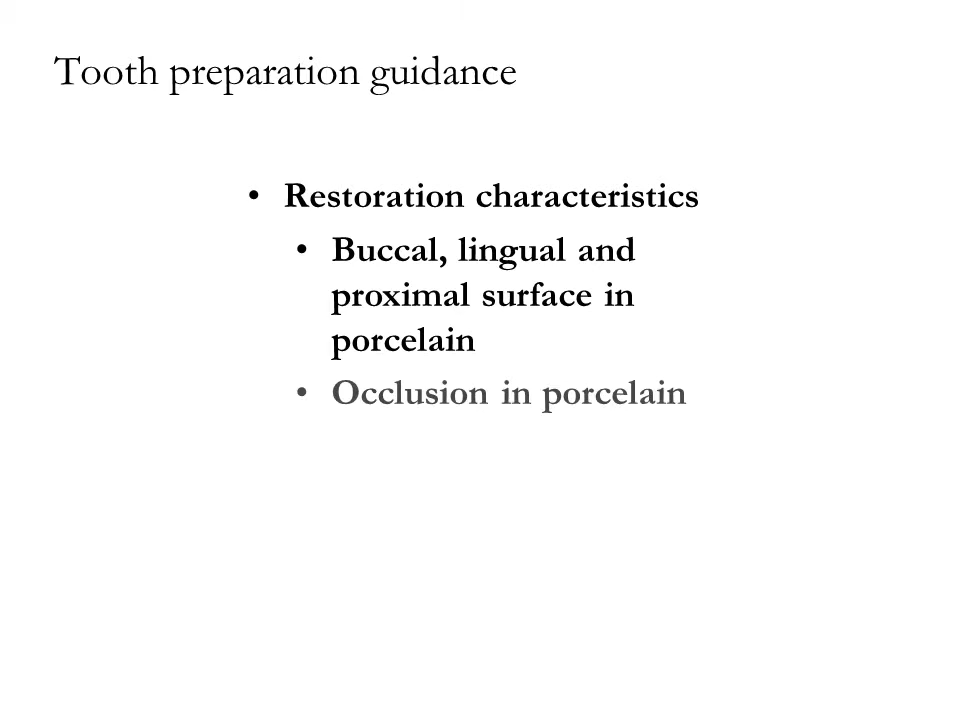 Tooth preparation guidance
• Restoration characteristics
• Buccal, lingual and
proximal surface in
porcelain
• Occlusion in porcelain